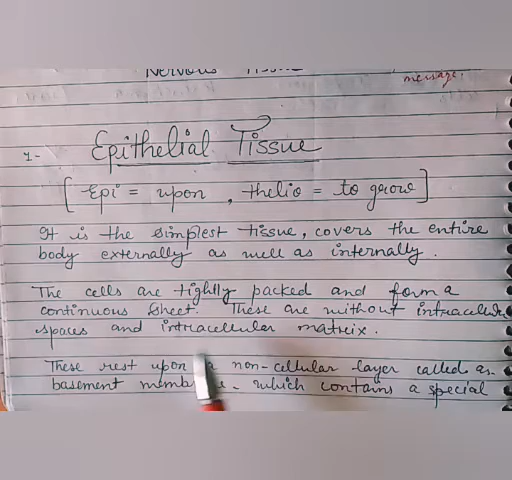 Nervous Tissue
message.
1- Epithelial Tissue
[Epi = upon, thelio = to grow]
It is the simplest tissue, covers the entire
body externally as well as internally.
The cells are tightly packed and form a
continuous sheet. These are without intracellular
spaces and intracellular matrix.
These rest upon a non-cellular layer called as
basement membrane. which contains a special